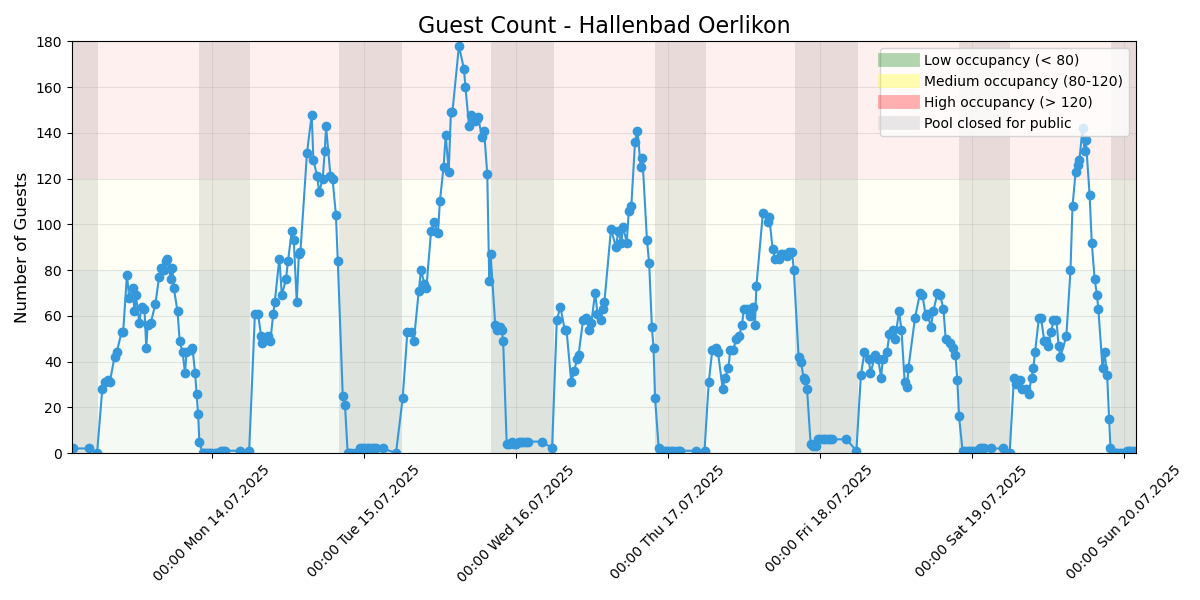 Guest Count - Hallenbad Oerlikon
Number of Guests
180
160
140
120
100
80
60
40
20
0
Low occupancy (< 80)
Medium occupancy (80-120)
High occupancy (> 120)
Pool closed for public
00:00 Mon 14.07.2025
00:00 Tue 15.07.2025
00:00 Wed 16.07.2025
00:00 Thu 17.07.2025
00:00 Fri 18.07.2025
00:00 Sat 19.07.2025
00:00 Sun 20.07.2025